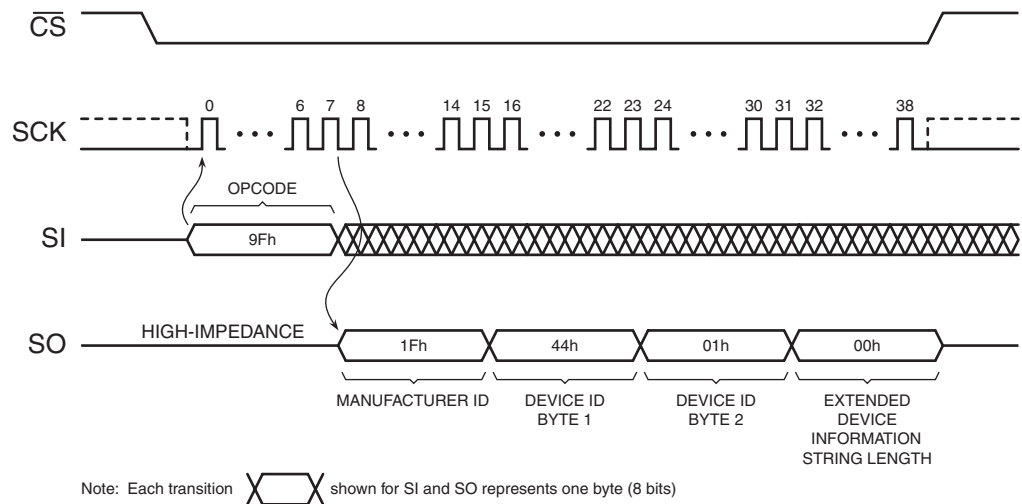 CS
SCK
0 6 7 8 14 15 16 22 23 24 30 31 32 38
OPCODE
SI
9Fh
HIGH-IMPEDANCE
SO
1Fh 44h 01h 00h
MANUFACTURER ID
DEVICE ID
BYTE 1
DEVICE ID
BYTE 2
EXTENDED
DEVICE
INFORMATION
STRING LENGTH
Note: Each transition shown for SI and SO represents one byte (8 bits)